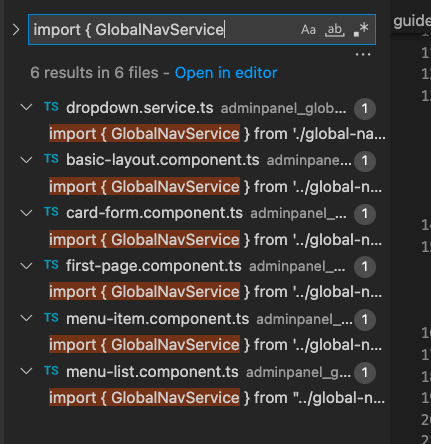 import { GlobalNavService
Aa ab .*
guide
...
6 results in 6 files - Open in editor
TS dropdown.service.ts adminpanel_glob... 1
import { GlobalNavService } from './global-na...
TS basic-layout.component.ts adminpane... 1
import { GlobalNavService } from '../global-n...
TS card-form.component.ts adminpanel_... 1
import { GlobalNavService } from '../global-n...
TS first-page.component.ts adminpanel_... 1
import { GlobalNavService } from '../global-n...
TS menu-item.component.ts adminpanel_... 1
import { GlobalNavService } from '../global-n...
TS menu-list.component.ts adminpanel_g... 1
import { GlobalNavService } from "../global-n...